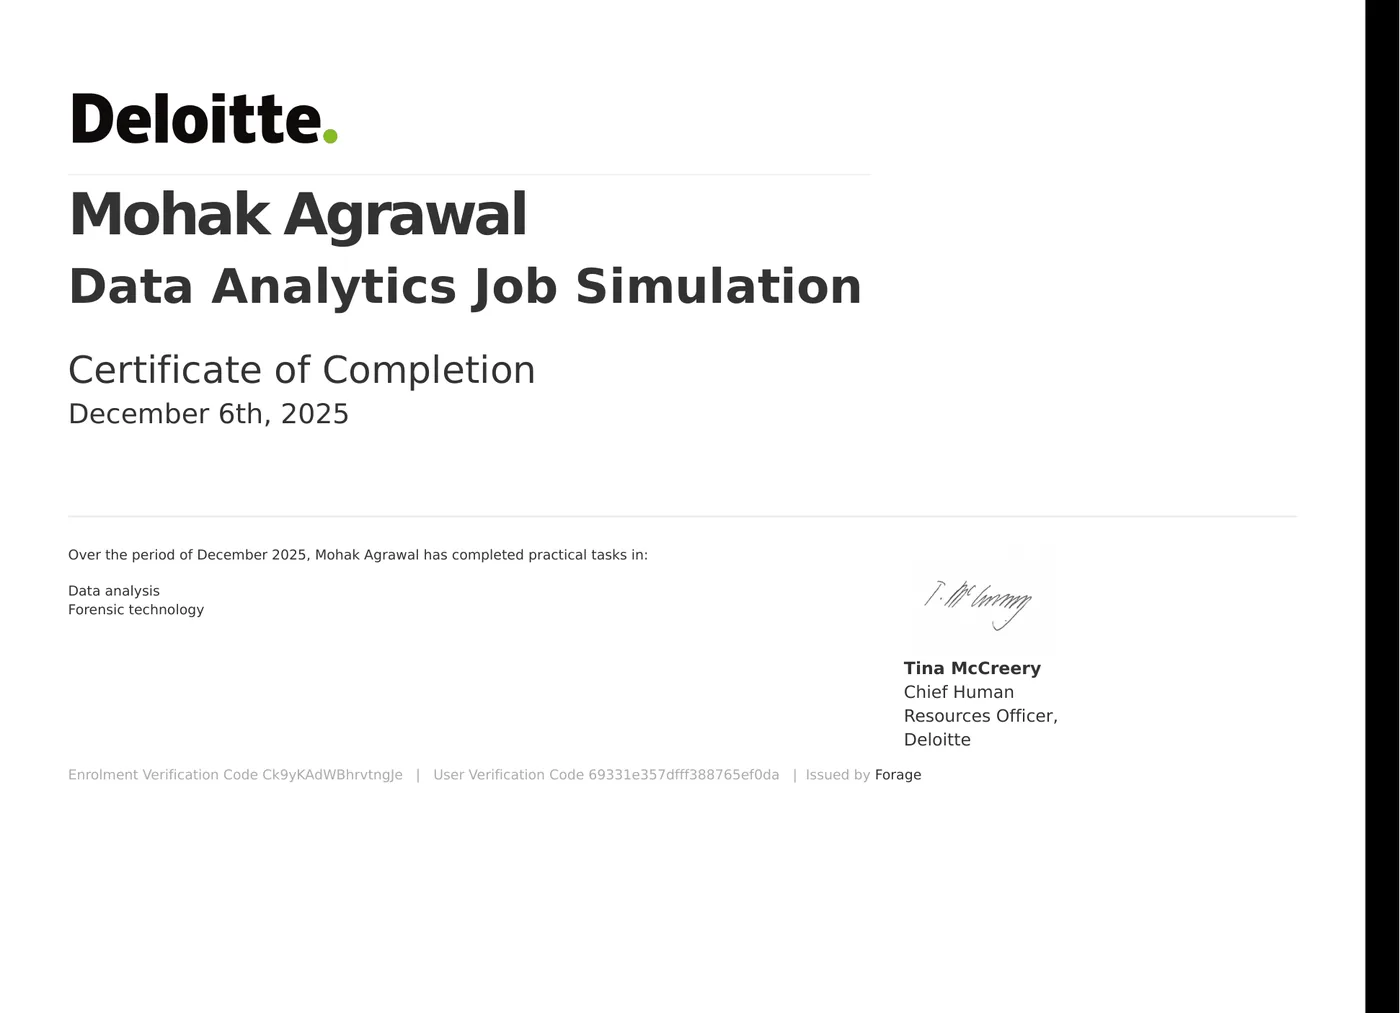 Deloitte.
Mohak Agrawal
Data Analytics Job Simulation
Certificate of Completion
December 6th, 2025
Over the period of December 2025, Mohak Agrawal has completed practical tasks in:
Data analysis
Forensic technology
T. McCreery
Tina McCreery
Chief Human
Resources Officer,
Deloitte
Enrolment Verification Code Ck9yKAdWBhrvtngJe | User Verification Code 69331e357dfff388765ef0da | Issued by Forage